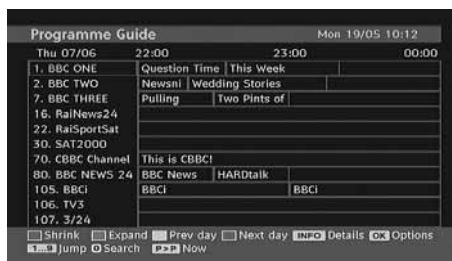 Programme Guide Mon 19/05 10:12
Thu 07/06 22:00 23:00 00:00
1. BBC ONE Question Time This Week
2. BBC TWO Newsni Wedding Stories
7. BBC THREE Pulling Two Pints of
16. RaiNews24
22. RaiSportSat
30. SAT2000
70. CBBC Channel This is CBBC!
80. BBC NEWS 24 BBC News HARDtalk
105. BBCi BBCi BBCi
106. TV3
107. 3/24
Shrink Expand Prev day Next day INFO Details OK Options
1...9 Jump 0 Search P>P Now